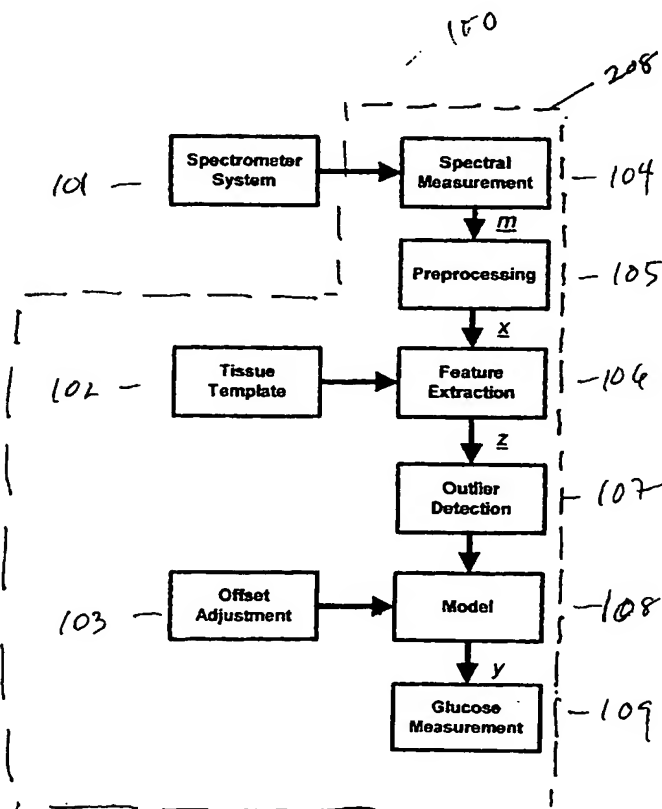 150
208
101
Spectrometer
System
Spectral
Measurement
104
m
Preprocessing
105
x
102
Tissue
Template
Feature
Extraction
106
z
Outlier
Detection
107
103
Offset
Adjustment
Model
108
y
Glucose
Measurement
109